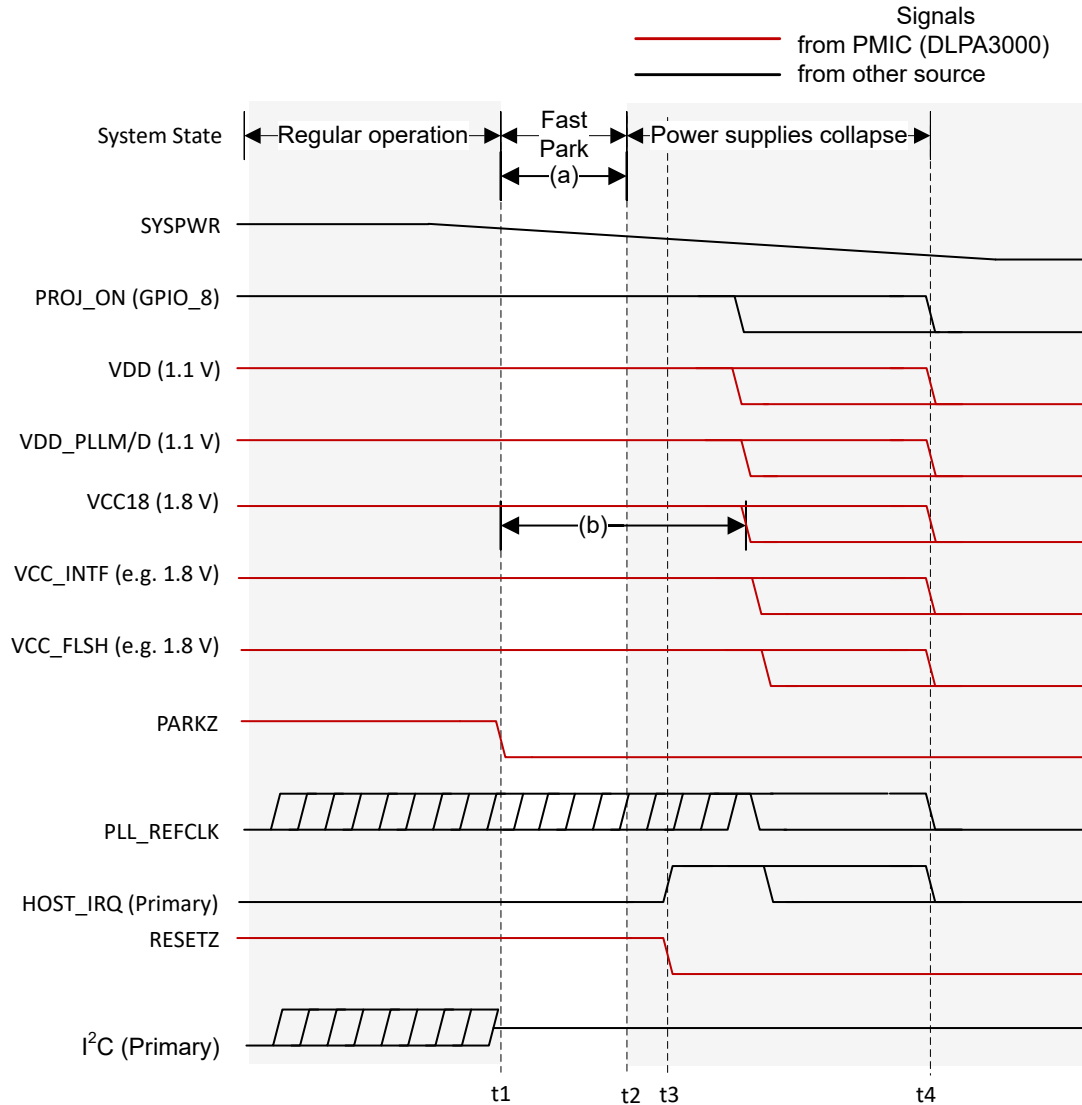 Signals
from PMIC (DLPA3000)
from other source
System State
Regular operation
Fast
Park
(a)
Power supplies collapse
SYSPWR
PROJ_ON (GPIO_8)
VDD (1.1 V)
VDD_PLLM/D (1.1 V)
VCC18 (1.8 V)
(b)
VCC_INTF (e.g. 1.8 V)
VCC_FLSH (e.g. 1.8 V)
PARKZ
PLL_REFCLK
HOST_IRQ (Primary)
RESETZ
I²C (Primary)
t1 t2 t3 t4